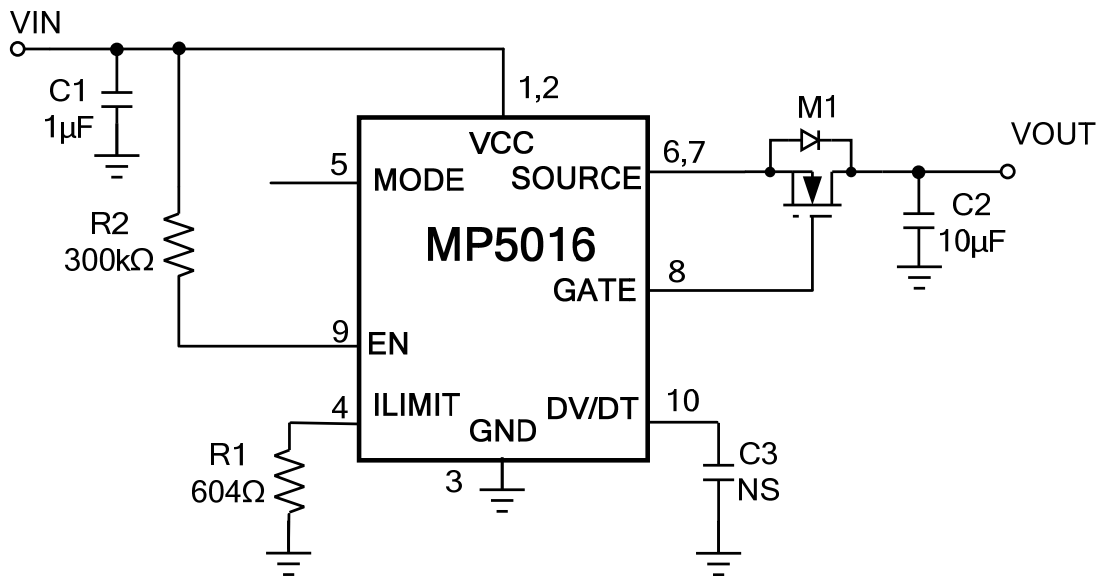 VIN
C1
1µF
1,2
VCC
M1
VOUT
5
MODE
SOURCE
6,7
C2
10µF
R2
300kΩ
MP5016
GATE
8
9
EN
4
ILIMIT
DV/DT
10
GND
R1
604Ω
3
C3
NS